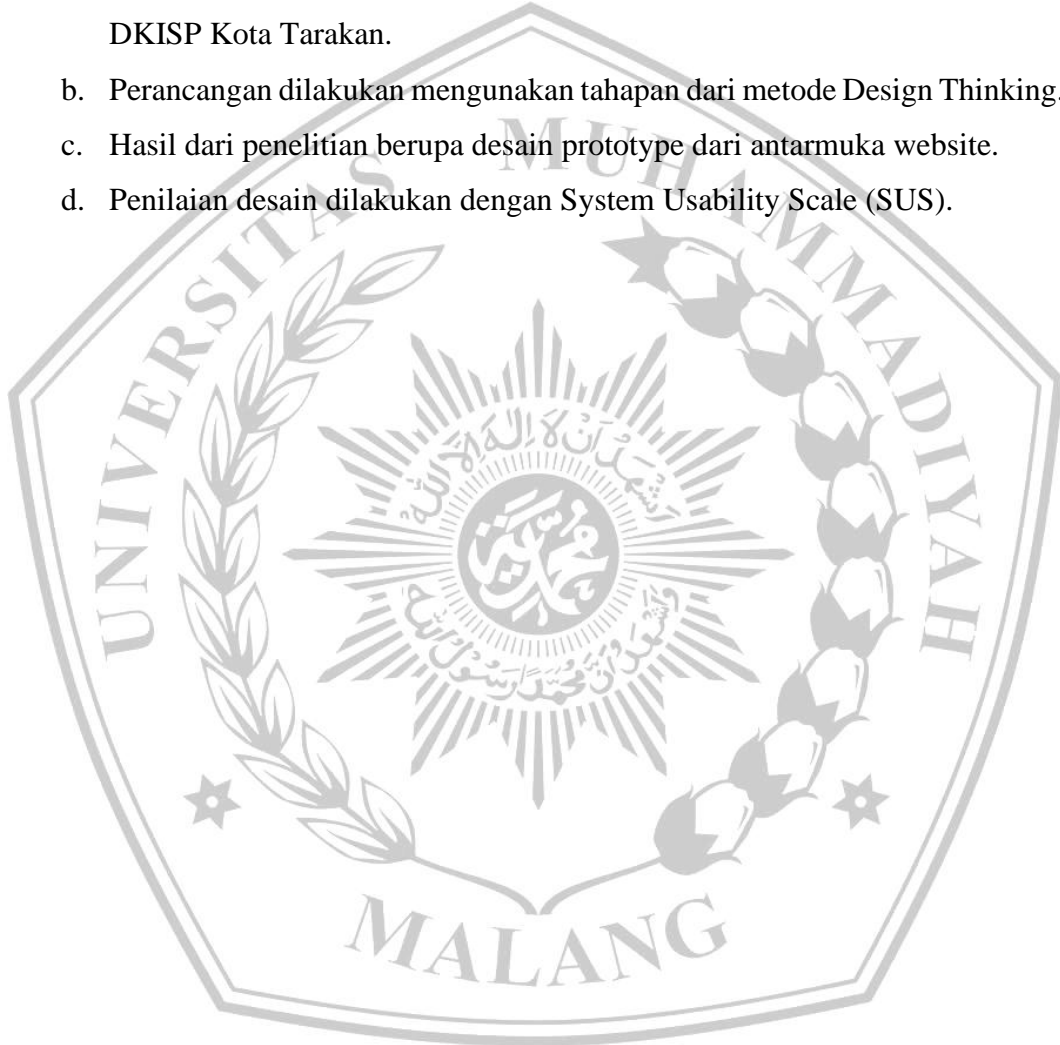 DKISP Kota Tarakan.
b. Perancangan dilakukan mengunakan tahapan dari metode Design Thinking.
c. Hasil dari penelitian berupa desain prototype dari antarmuka website.
d. Penilaian desain dilakukan dengan System Usability Scale (SUS).
UNIVERSITAS MUHAMMADIYAH
MALANG